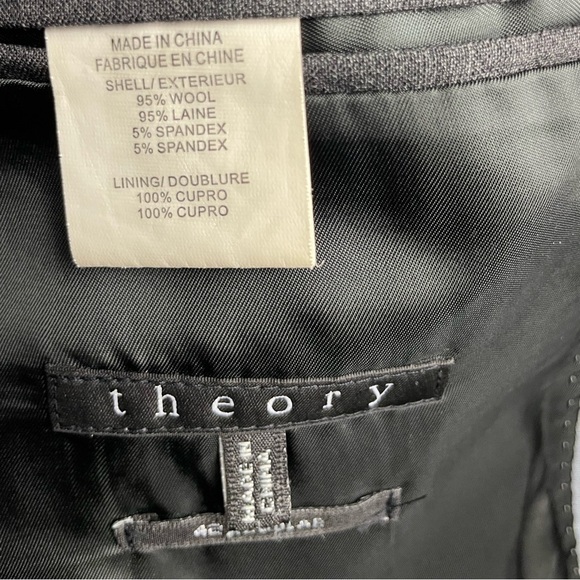 MADE IN CHINA
FABRIQUE EN CHINE
SHELL/ EXTERIEUR
95% WOOL
95% LAINE
5% SPANDEX
5% SPANDEX
LINING/ DOUBLURE
100% CUPRO
100% CUPRO
theory
MADE IN
CHINA